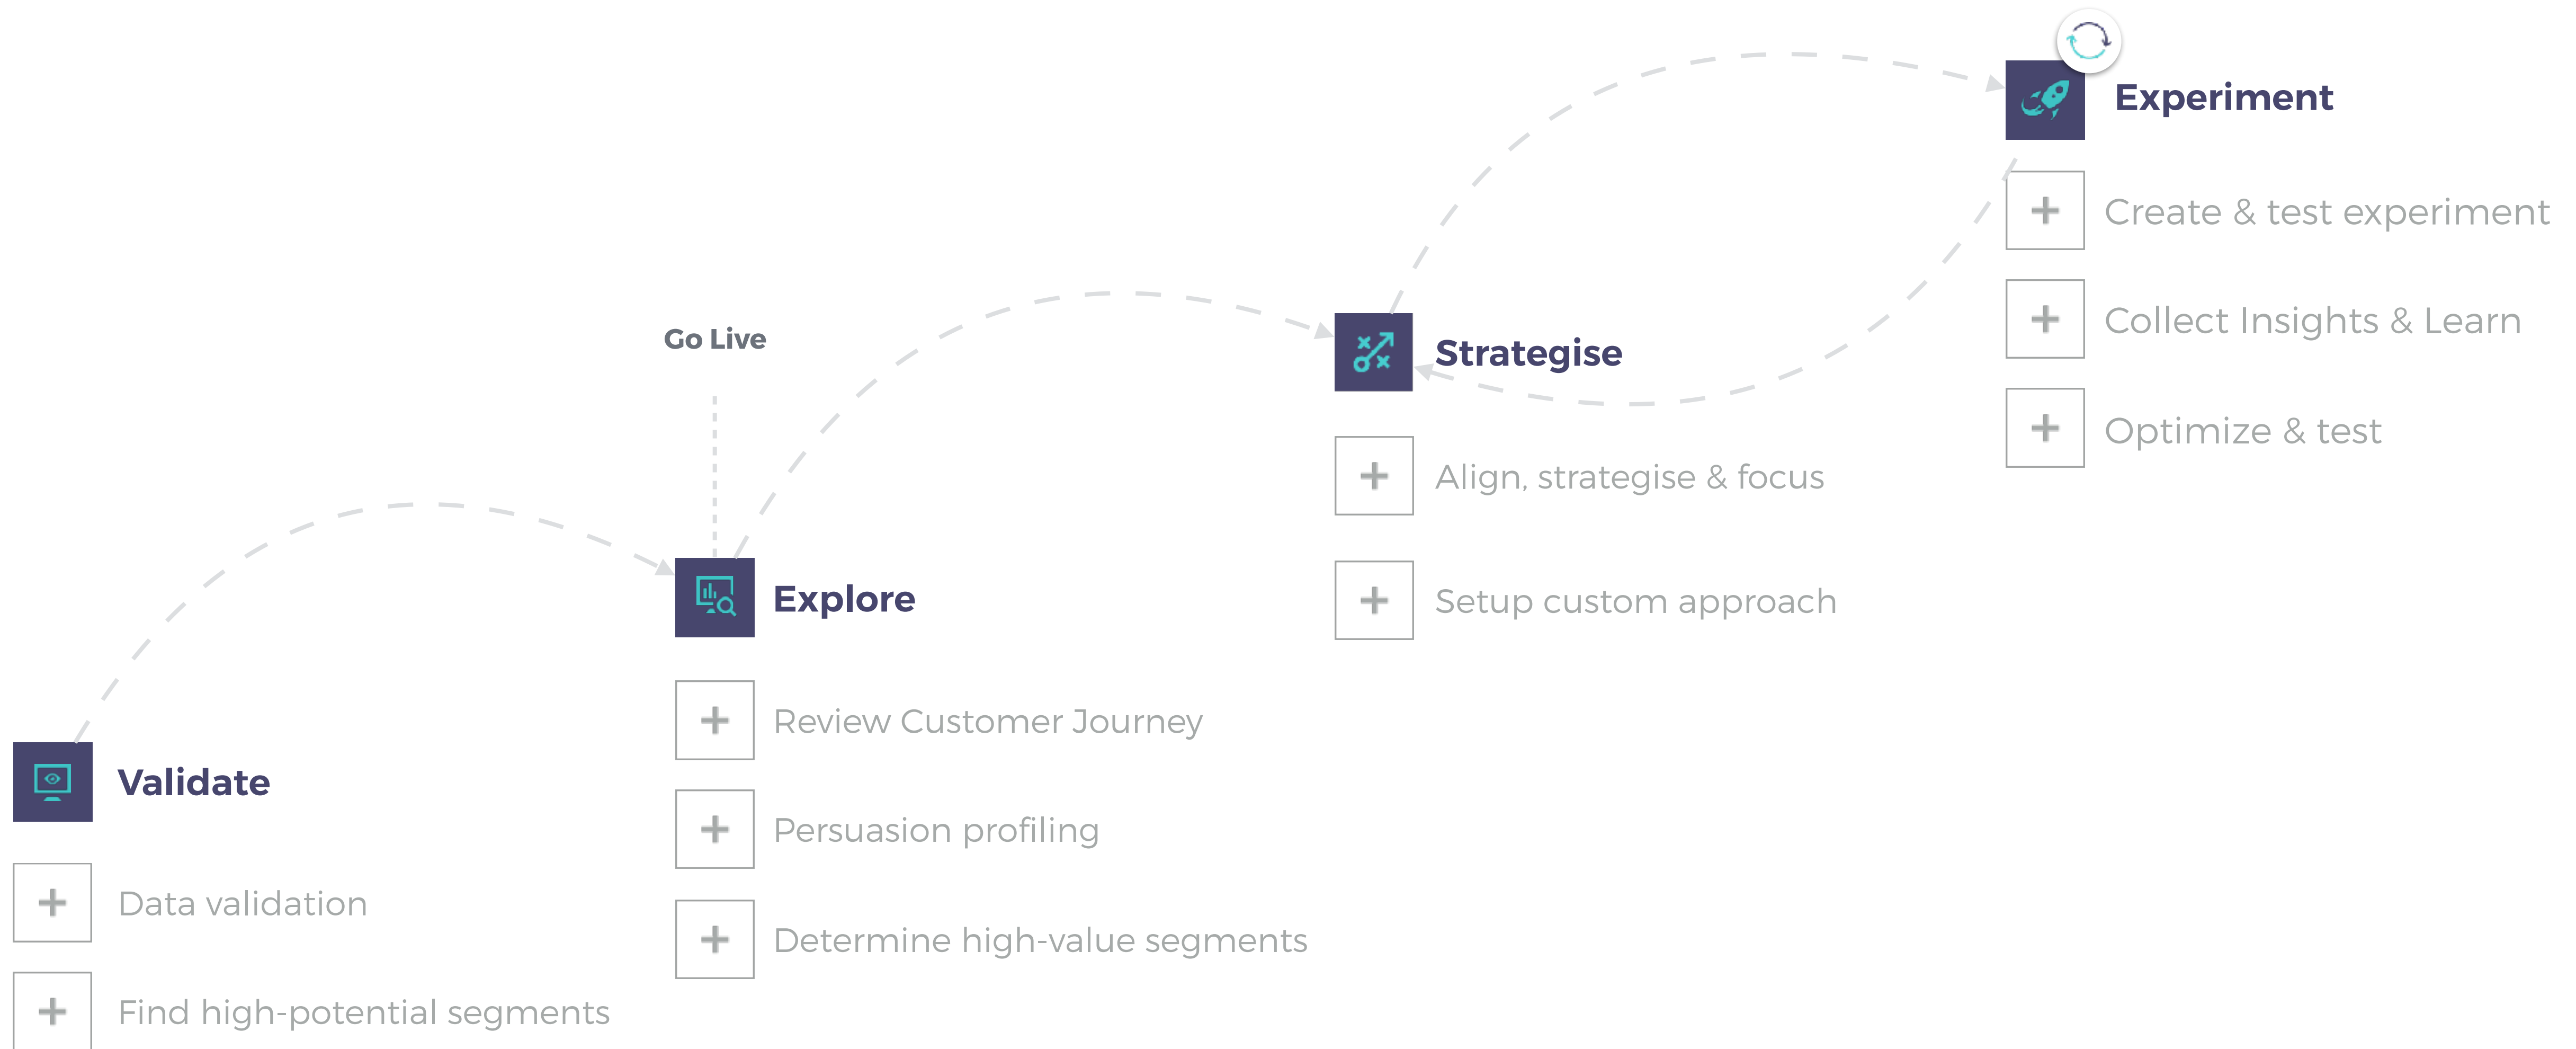 Validate
Data validation
Find high-potential segments
Go Live
Explore
Review Customer Journey
Persuasion profiling
Determine high-value segments
Strategise
Align, strategise & focus
Setup custom approach
Experiment
Create & test experiment
Collect Insights & Learn
Optimize & test